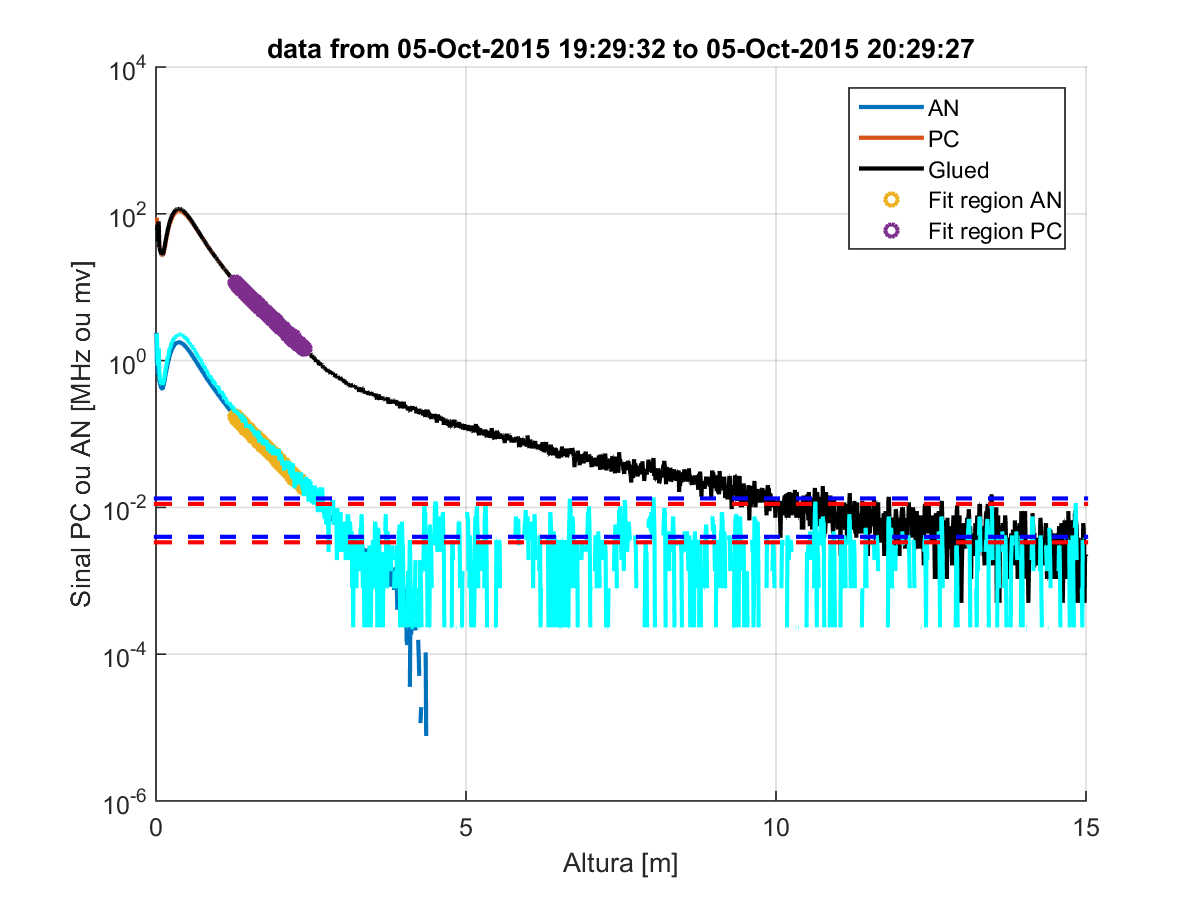 data from 05-Oct-2015 19:29:32 to 05-Oct-2015 20:29:27
10^4
10^2
10^0
10^-2
10^-4
10^-6
Sinal PC ou AN [MHz ou mv]
AN
PC
Glued
Fit region AN
Fit region PC
0
5
10
15
Altura [m]